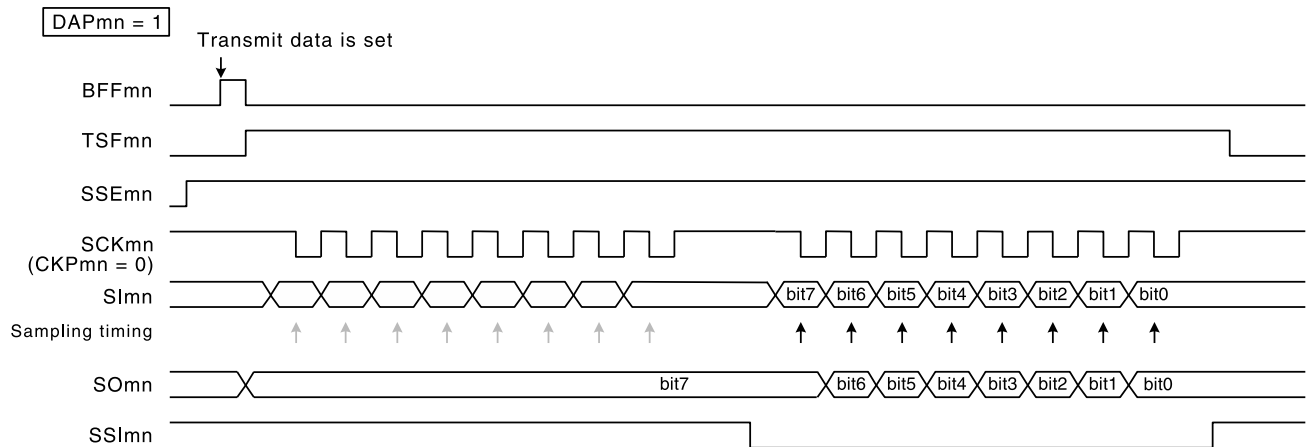 DAPmn = 1
Transmit data is set
BFFmn
TSFmn
SSEmn
SCKmn
(CKPmn = 0)
SImn bit7 bit6 bit5 bit4 bit3 bit2 bit1 bit0
Sampling timing
SOmn bit7 bit6 bit5 bit4 bit3 bit2 bit1 bit0
SSImn